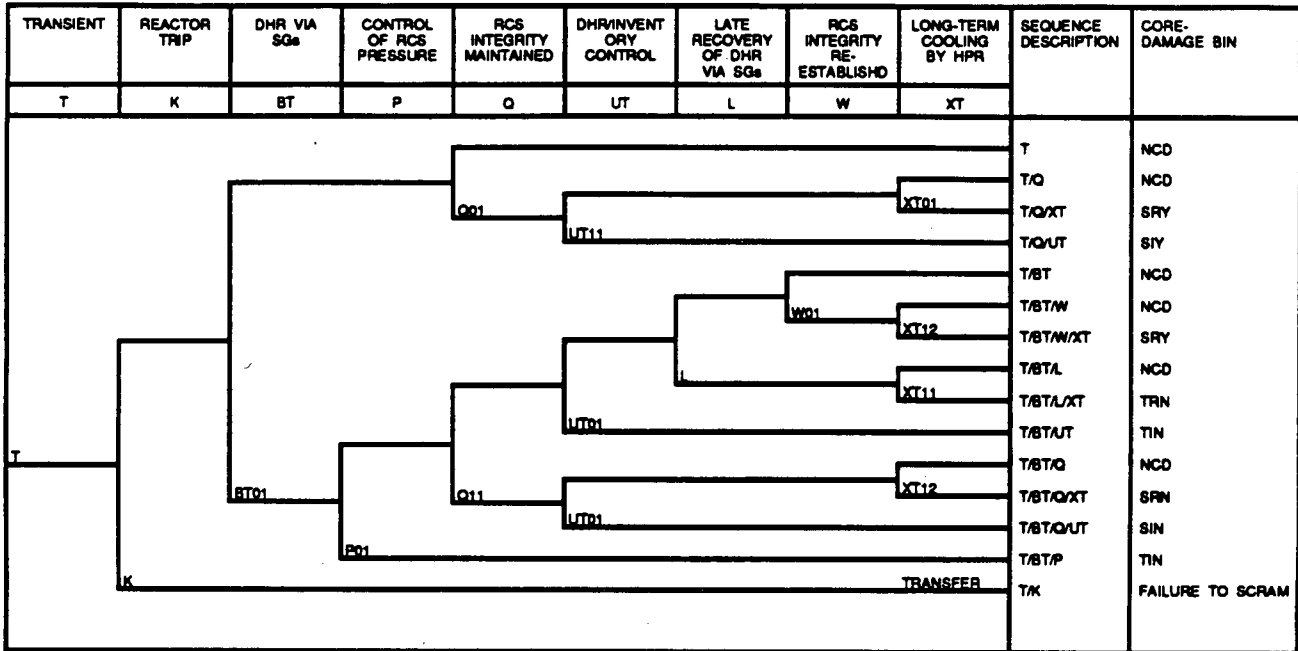 TRANSIENT
REACTOR
TRIP
DHR VIA
SGs
CONTROL
OF RCS
PRESSURE
RCS
INTEGRITY
MAINTAINED
DHR/INVENT
ORY
CONTROL
LATE
RECOVERY
OF DHR
VIA SGs
RCS
INTEGRITY
RE-
ESTABLISHD
LONG-TERM
COOLING
BY HPR
SEQUENCE
DESCRIPTION
CORE-
DAMAGE BIN
T
K
BT
P
Q
UT
L
W
XT
T NCD
T/Q NCD
Q01 XT01
T/Q/XT SRY
UT11
T/Q/UT SIY
T/BT NCD
T/BT/W NCD
W01
XT12
T/BT/W/XT SRY
T/BT/L NCD
L
XT11
T/BT/L/XT TRN
UT01
T/BT/UT TIN
T
T/BT/Q NCD
BT01 Q11 XT12
T/BT/Q/XT SRN
UT01
T/BT/Q/UT SIN
P01
T/BT/P TIN
K TRANSFER
T/K FAILURE TO SCRAM